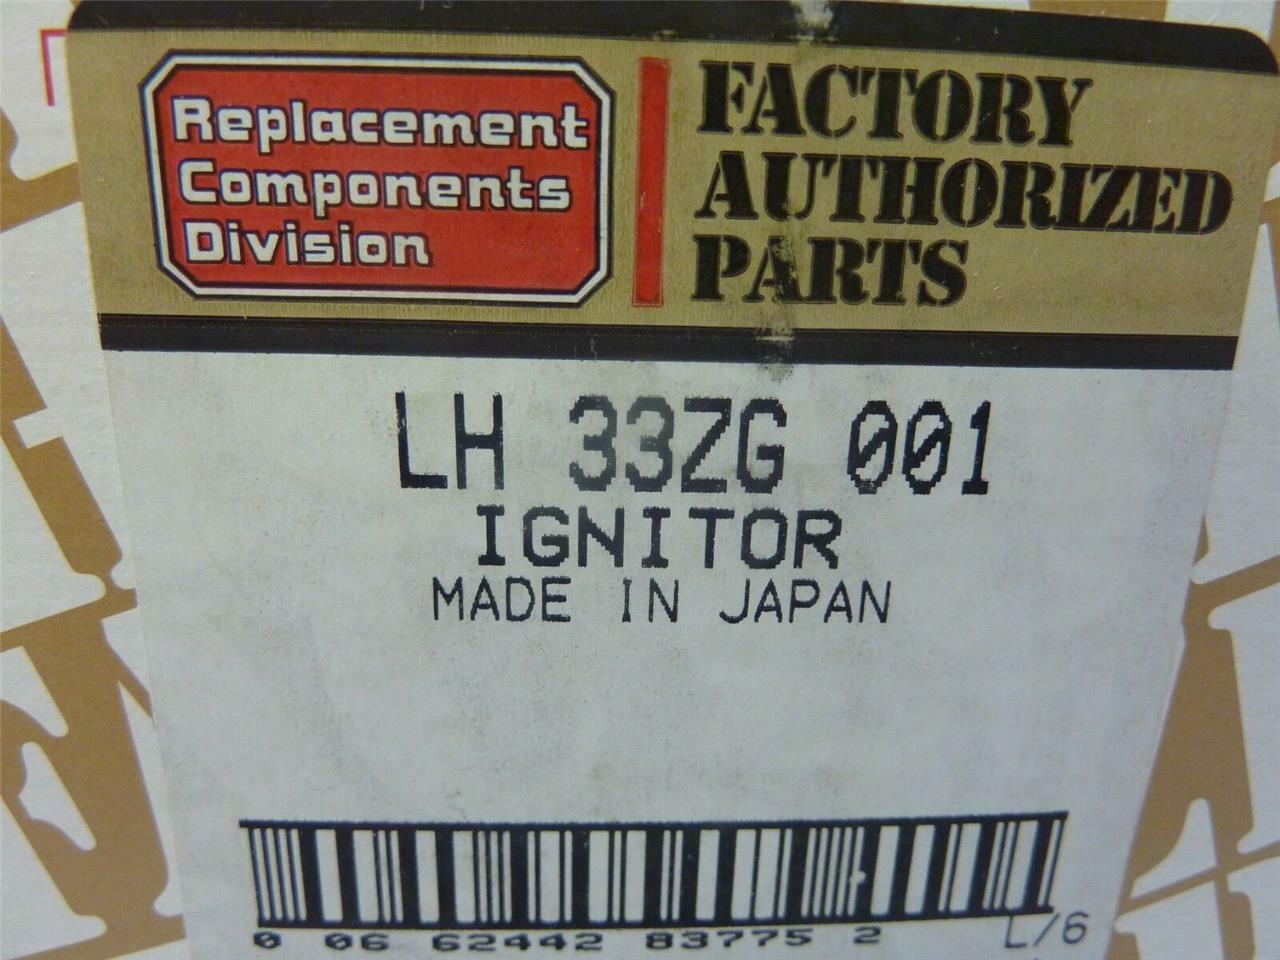 Replacement
Components
Division
FACTORY
AUTHORIZED
PARTS
LH 33ZG 001
IGNITOR
MADE IN JAPAN
0 06 62442 83775 2
L/6